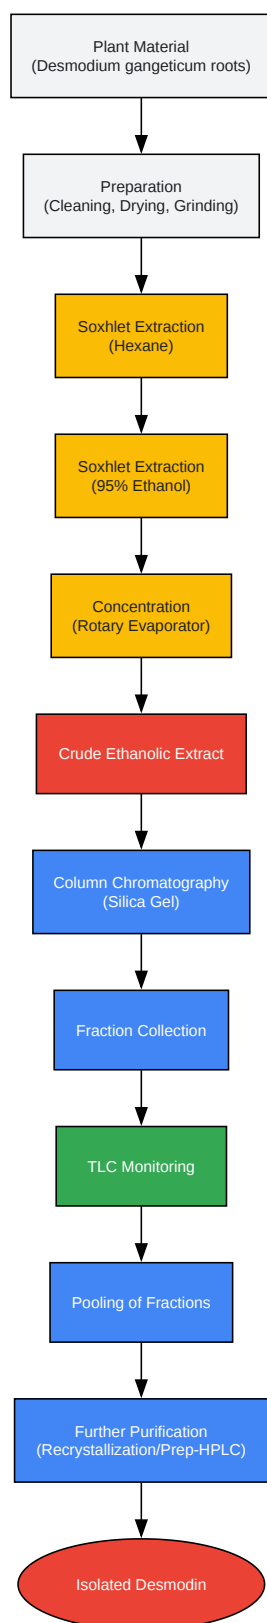 Plant Material
(Desmodium gangeticum roots)
Preparation
(Cleaning, Drying, Grinding)
Soxhlet Extraction
(Hexane)
Soxhlet Extraction
(95% Ethanol)
Concentration
(Rotary Evaporator)
Crude Ethanolic Extract
Column Chromatography
(Silica Gel)
Fraction Collection
TLC Monitoring
Pooling of Fractions
Further Purification
(Recrystallization/Prep-HPLC)
Isolated Desmodin